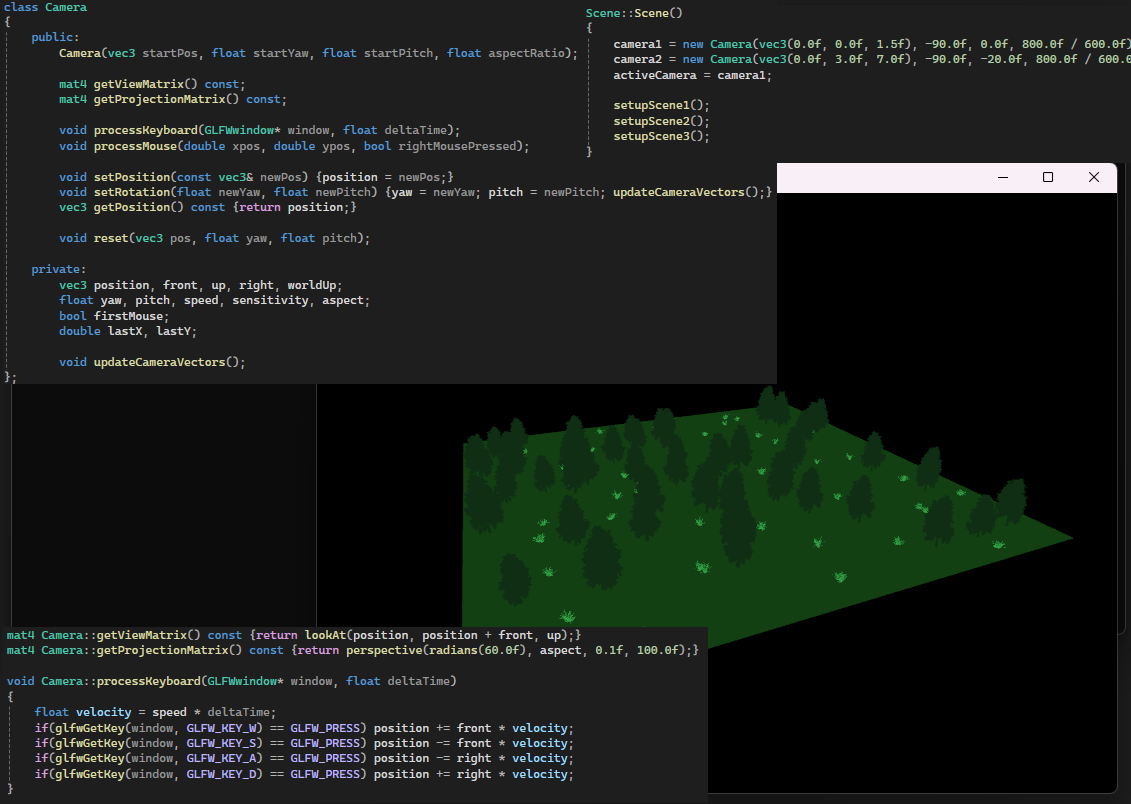 class Camera
{
public:
Camera(vec3 startPos, float startYaw, float startPitch, float aspectRatio);
mat4 getViewMatrix() const;
mat4 getProjectionMatrix() const;
void processKeyboard(GLFWwindow* window, float deltaTime);
void processMouse(double xpos, double ypos, bool rightMousePressed);
void setPosition(const vec3& newPos) {position = newPos;}
void setRotation(float newYaw, float newPitch) {yaw = newYaw; pitch = newPitch; updateCameraVectors();}
vec3 getPosition() const {return position;}
void reset(vec3 pos, float yaw, float pitch);
private:
vec3 position, front, up, right, worldUp;
float yaw, pitch, speed, sensitivity, aspect;
bool firstMouse;
double lastX, lastY;
void updateCameraVectors();
};
Scene::Scene()
{
camera1 = new Camera(vec3(0.0f, 0.0f, 1.5f), -90.0f, 0.0f, 800.0f / 600.0f)
camera2 = new Camera(vec3(0.0f, 3.0f, 7.0f), -90.0f, -20.0f, 800.0f / 600.0
activeCamera = camera1;
setupScene1();
setupScene2();
setupScene3();
}
mat4 Camera::getViewMatrix() const {return lookAt(position, position + front, up);}
mat4 Camera::getProjectionMatrix() const {return perspective(radians(60.0f), aspect, 0.1f, 100.0f);}
void Camera::processKeyboard(GLFWwindow* window, float deltaTime)
{
float velocity = speed * deltaTime;
if(glfwGetKey(window, GLFW_KEY_W) == GLFW_PRESS) position += front * velocity;
if(glfwGetKey(window, GLFW_KEY_S) == GLFW_PRESS) position -= front * velocity;
if(glfwGetKey(window, GLFW_KEY_A) == GLFW_PRESS) position -= right * velocity;
if(glfwGetKey(window, GLFW_KEY_D) == GLFW_PRESS) position += right * velocity;
}